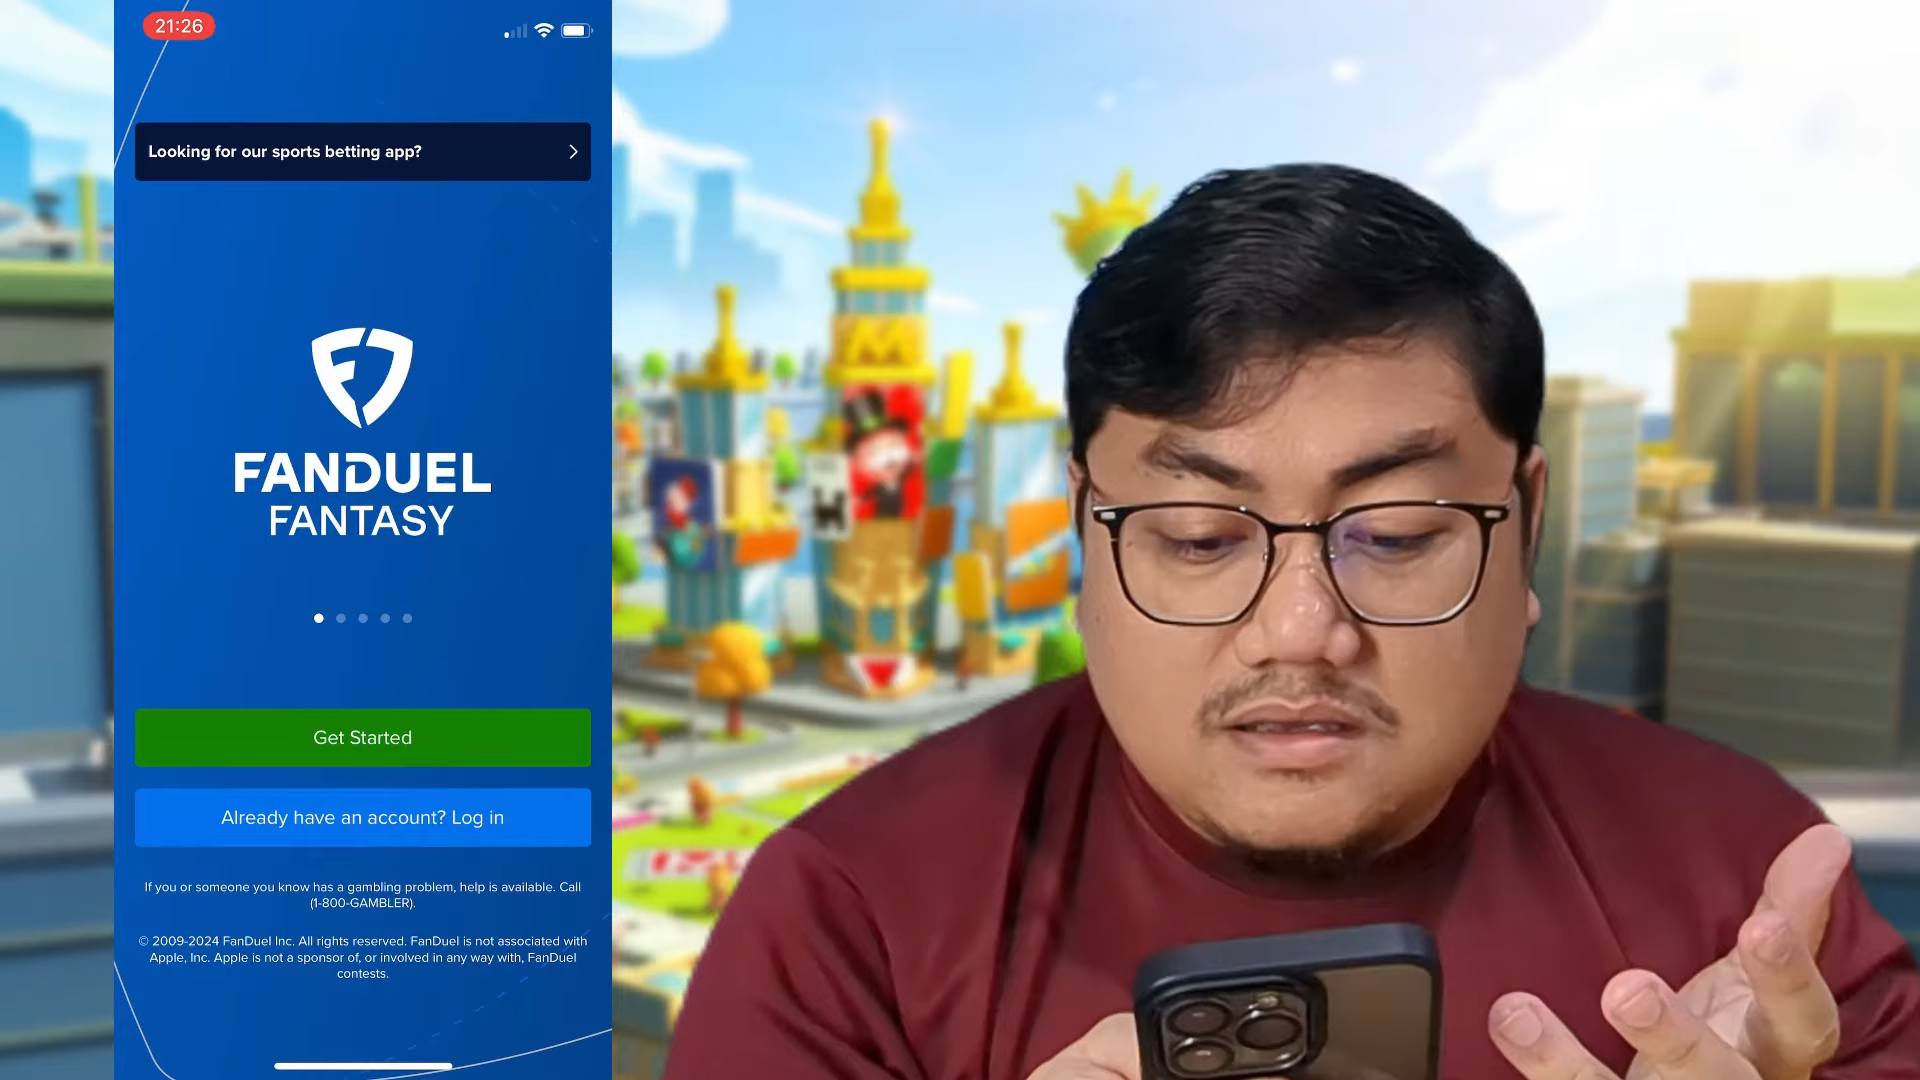 21:26
Looking for our sports betting app?
FANDUEL
FANTASY
Get Started
Already have an account? Log in
If you or someone you know has a gambling problem, help is available. Call
(1-800-GAMBLER).
© 2009-2024 FanDuel Inc. All rights reserved. FanDuel is not associated with
Apple, Inc. Apple is not a sponsor of, or involved in any way with, FanDuel
contests.
M